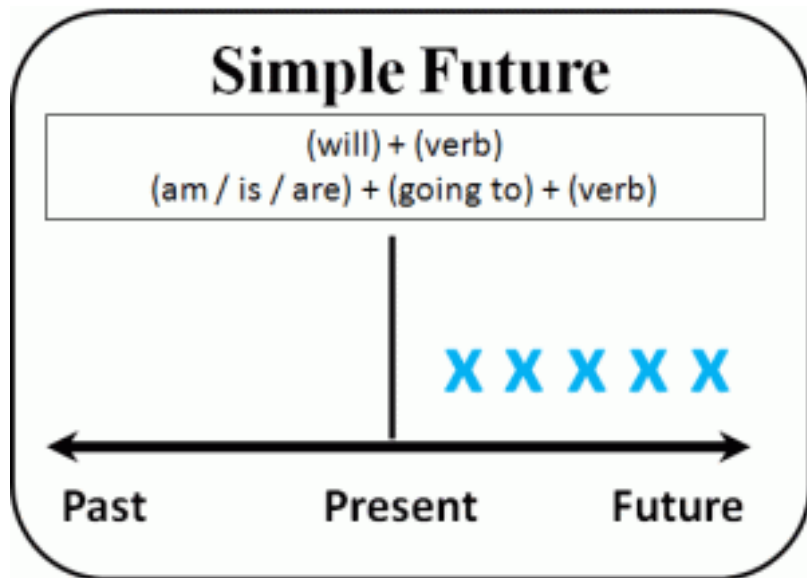 Simple Future
(will) + (verb)
(am / is / are) + (going to) + (verb)
X X X X X
Past Present Future